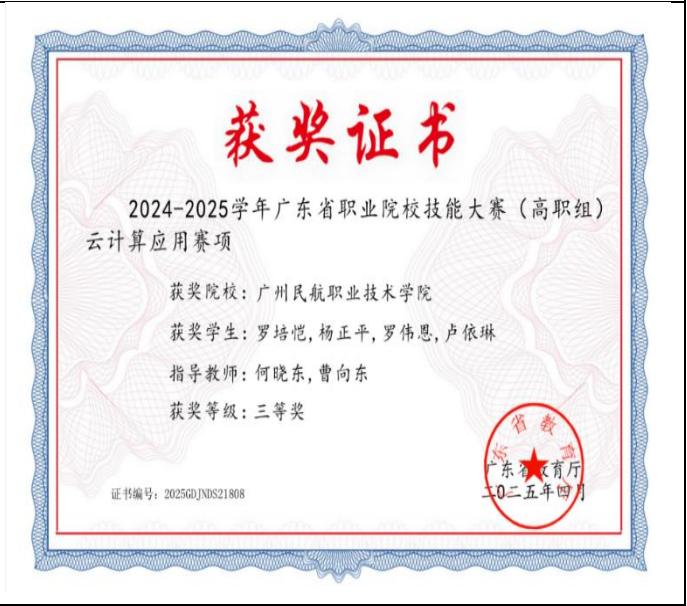 获奖证书
2024-2025学年广东省职业院校技能大赛（高职组）
云计算应用赛项
获奖院校：广州民航职业技术学院
获奖学生：罗培恺,杨正平,罗伟恩,卢依琳
指导教师：何晓东,曹向东
获奖等级：三等奖
广东省教育厅
二〇二五年四月
证书编号：2025GDJNDS21808